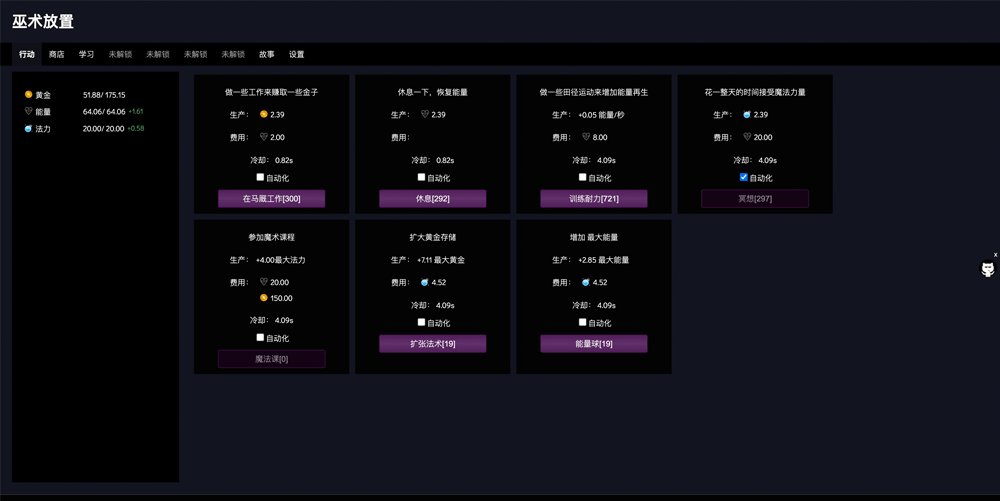 巫术放置
行动 商店 学习 未解锁 未解锁 未解锁 未解锁 故事 设置
黄金 51.88/ 175.15
能量 64.06/ 64.06 +1.61
法力 20.00/ 20.00 +0.58
做一些工作来赚取一些金子
生产： 2.39
费用： 2.00
冷却： 0.82s
自动化
在马厩工作[300]
休息一下，恢复能量
生产： 2.39
费用：
冷却： 0.82s
自动化
休息[292]
做一些田径运动来增加能量再生
生产： +0.05 能量/秒
费用： 8.00
冷却： 4.09s
自动化
训练耐力[721]
花一整天的时间接受魔法力量
生产： 2.39
费用： 20.00
冷却： 4.09s
自动化
冥想[297]
参加魔术课程
生产： +4.00最大法力
费用： 20.00
150.00
冷却： 4.09s
自动化
魔法课[0]
扩大黄金存储
生产： +7.11 最大黄金
费用： 4.52
冷却： 4.09s
自动化
扩张法术[19]
增加 最大能量
生产： +2.85 最大能量
费用： 4.52
冷却： 4.09s
自动化
能量球[19]
x